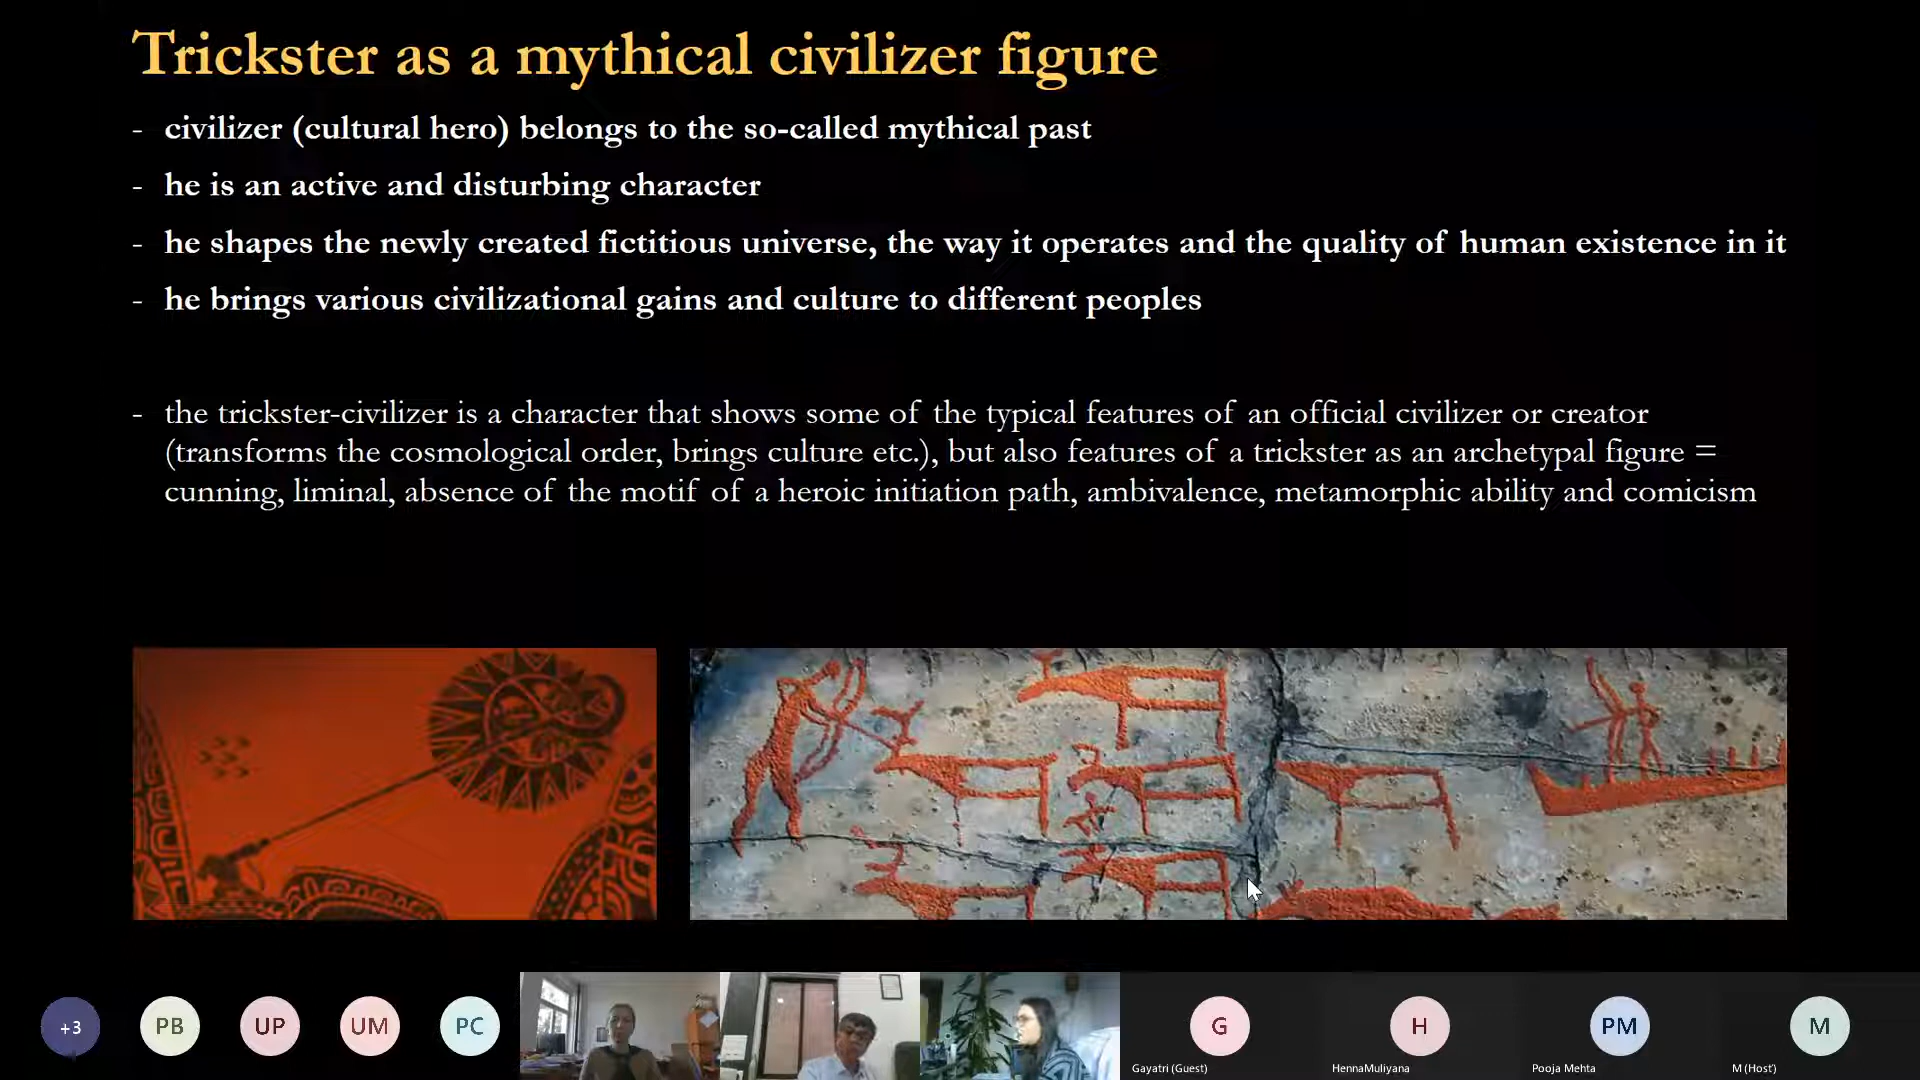 Trickster as a mythical civilizer figure
- civilizer (cultural hero) belongs to the so-called mythical past
- he is an active and disturbing character
- he shapes the newly created fictitious universe, the way it operates and the quality of human existence in it
- he brings various civilizational gains and culture to different peoples
- the trickster-civilizer is a character that shows some of the typical features of an official civilizer or creator
(transforms the cosmological order, brings culture etc.), but also features of a trickster as an archetypal figure =
cunning, liminal, absence of the motif of a heroic initiation path, ambivalence, metamorphic ability and comicism
+3
PB
UP
UM
PC
G
H
PM
M
Gayatri (Guest)
HennaMuliyana
Pooja Mehta
M (Host)